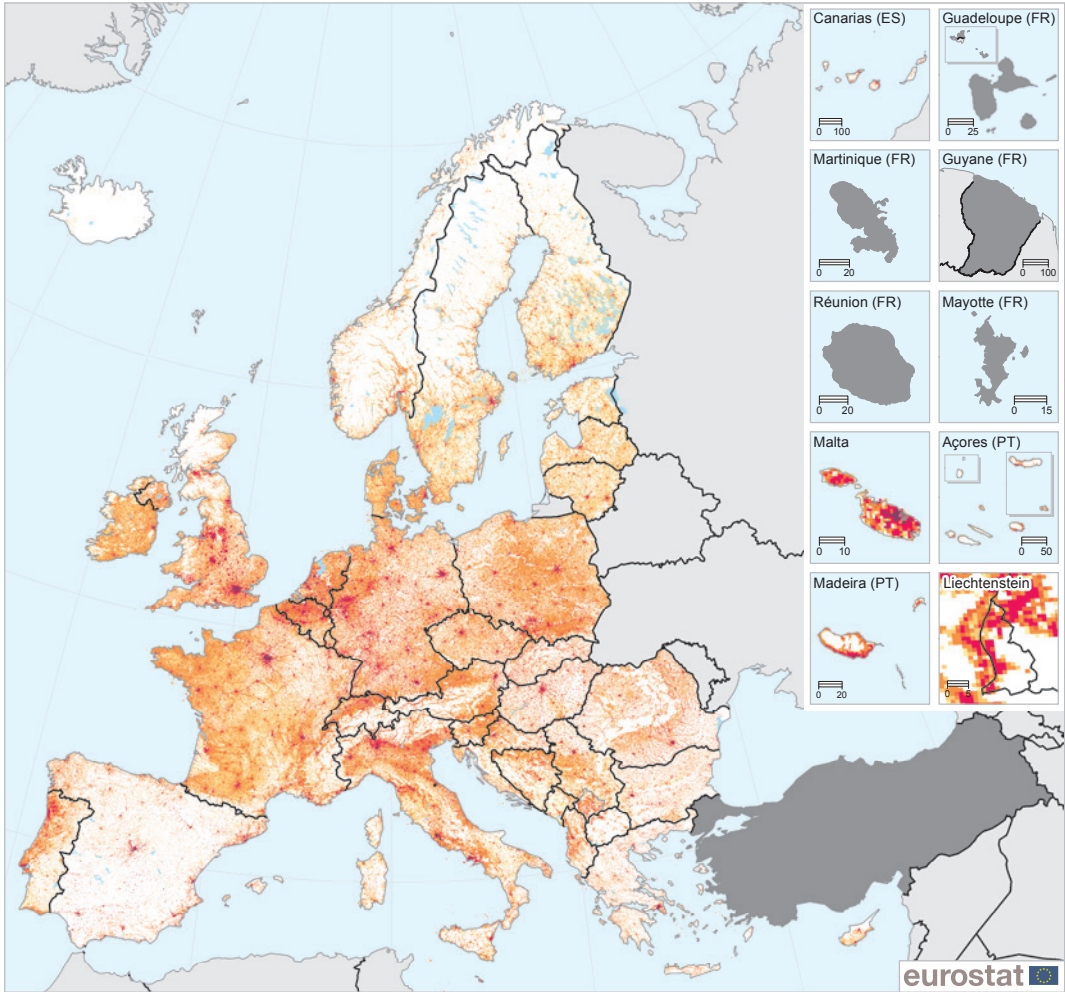 Canarias (ES)
0 100
Guadeloupe (FR)
0 25
Martinique (FR)
0 20
Guyane (FR)
0 100
Réunion (FR)
0 20
Mayotte (FR)
0 15
Malta
0 10
Açores (PT)
0 50
Madeira (PT)
0 20
Liechtenstein
0 5
eurostat